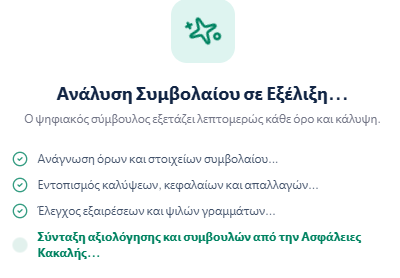 Ανάλυση Συμβολαίου σε Εξέλιξη...
Ο ψηφιακός σύμβουλος εξετάζει λεπτομερώς κάθε όρο και κάλυψη.
Ανάγνωση όρων και στοιχείων συμβολαίου...
Εντοπισμός καλύψεων, κεφαλαίων και απαλλαγών...
Έλεγχος εξαιρέσεων και ψιλών γραμμάτων...
Σύνταξη αξιολόγησης και συμβουλών από την Ασφάλειες
Κακαλής...